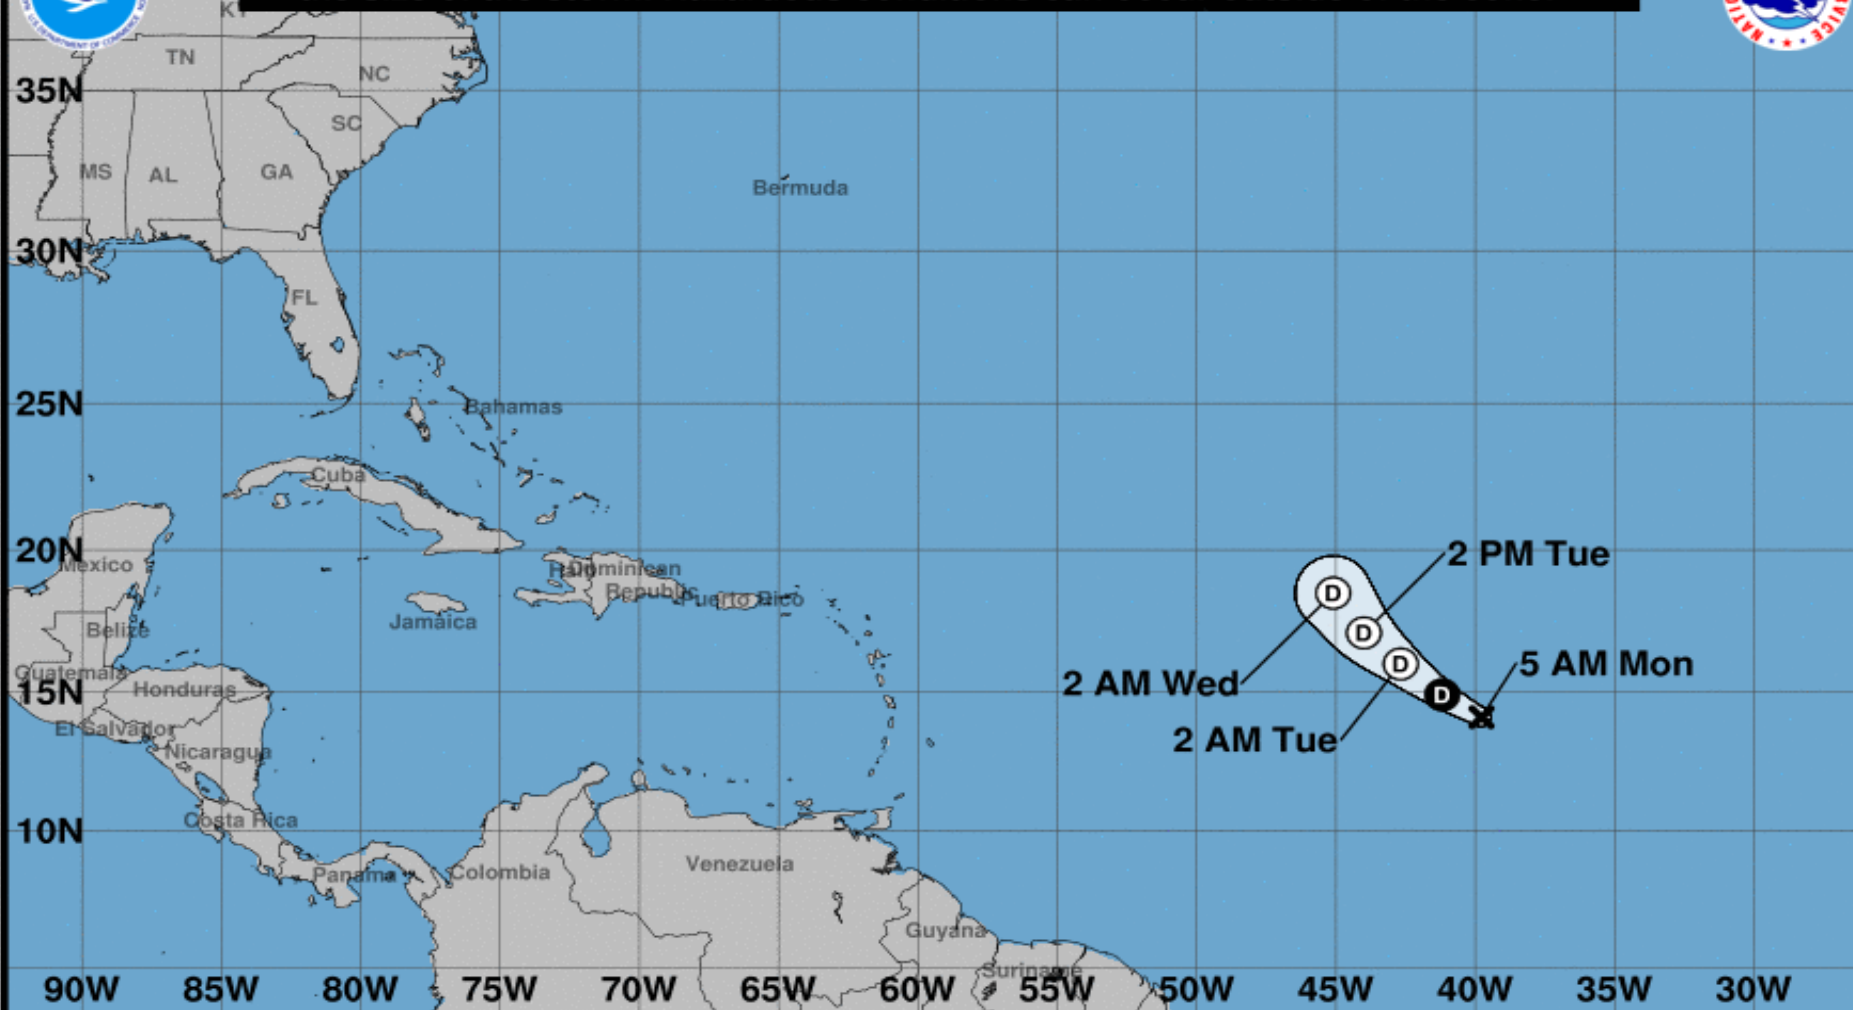 KY
TN
NC
35N
SC
MS
AL
GA
Bermuda
30N
FL
25N
Bahamas
Cuba
20N
2 PM Tue
Mexico
Haiti
Dominican
Republic
Puerto Rico
Jamaica
Belize
D
D
D
D
5 AM Mon
2 AM Wed
Guatemala
15N
Honduras
El Salvador
2 AM Tue
Nicaragua
Costa Rica
10N
Panama
Colombia
Venezuela
Guyana
Suriname
90W
85W
80W
75W
70W
65W
60W
55W
50W
45W
40W
35W
30W